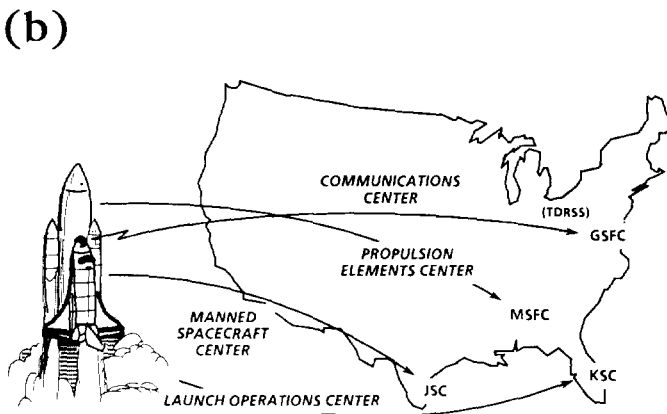 (b)
COMMUNICATIONS
CENTER
(TDRSS)
GSFC
PROPULSION
ELEMENTS CENTER
MSFC
MANNED
SPACECRAFT
CENTER
JSC
KSC
LAUNCH OPERATIONS CENTER